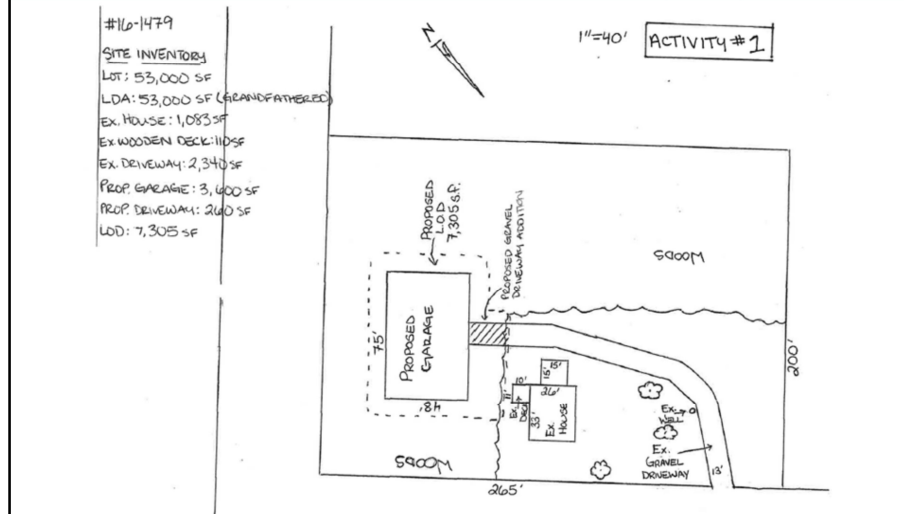 #16-1479
SITE INVENTORY
LOT: 53,000 SF
LDA: 53,000 SF (GRANDFATHERED)
EX. HOUSE: 1,083 SF
EX WOODEN DECK: 110 SF
EX. DRIVEWAY: 2,340 SF
PROP. GARAGE: 3,600 SF
PROP. DRIVEWAY: 260 SF
LOD: 7,305 SF
N
1"=40'
ACTIVITY #1
PROPOSED
L.O.D
7,305 S.F.
PROPOSED GRAVEL
DRIVEWAY ADDITION
WOODS
PROPOSED
GARAGE
75'
48'
200'
15'
15'
10'
11'
EX.
DECK
26'
33'
EX.
HOUSE
EX.
WELL
EX.
GRAVEL
DRIVEWAY
13'
WOODS
265'